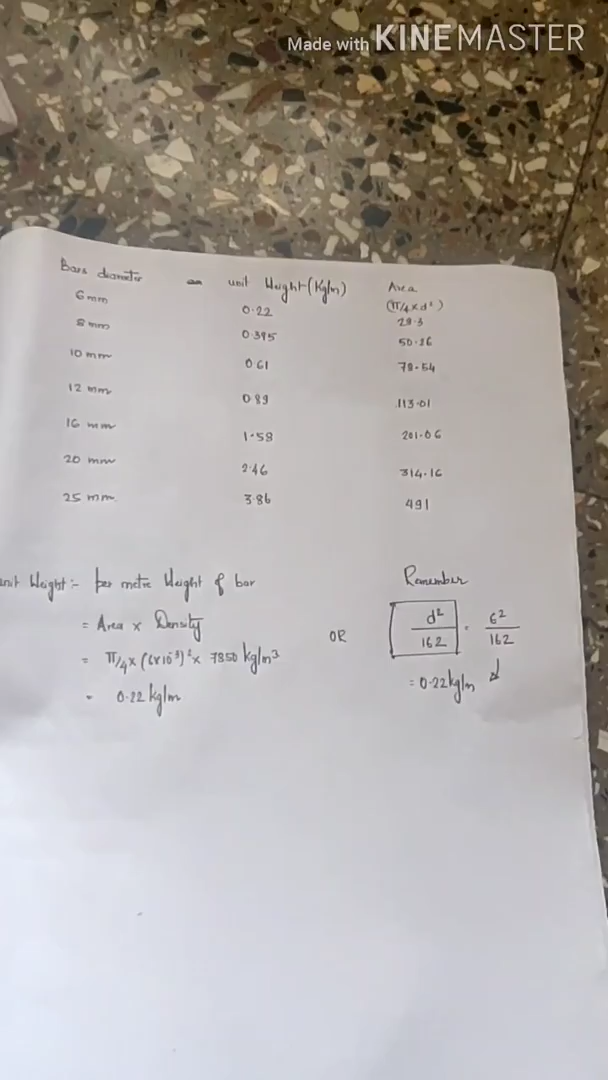 Made with KINEMASTER
Bars diameter unit Weight (Kg/m) Area
(π/4 x d²)
6 mm 0.22 28.3
8 mm 0.395 50.26
10 mm 0.61 78.54
12 mm 0.89 113.01
16 mm 1.58 201.06
20 mm 2.46 314.16
25 mm. 3.86 491
unit Weight :- per metre Weight of bar
= Area x Density
= π/4 x (6x10⁻³)² x 7850 kg/m³
= 0.22 kg/m
OR
Remember
d²/162 = 6²/162
= 0.22 kg/m